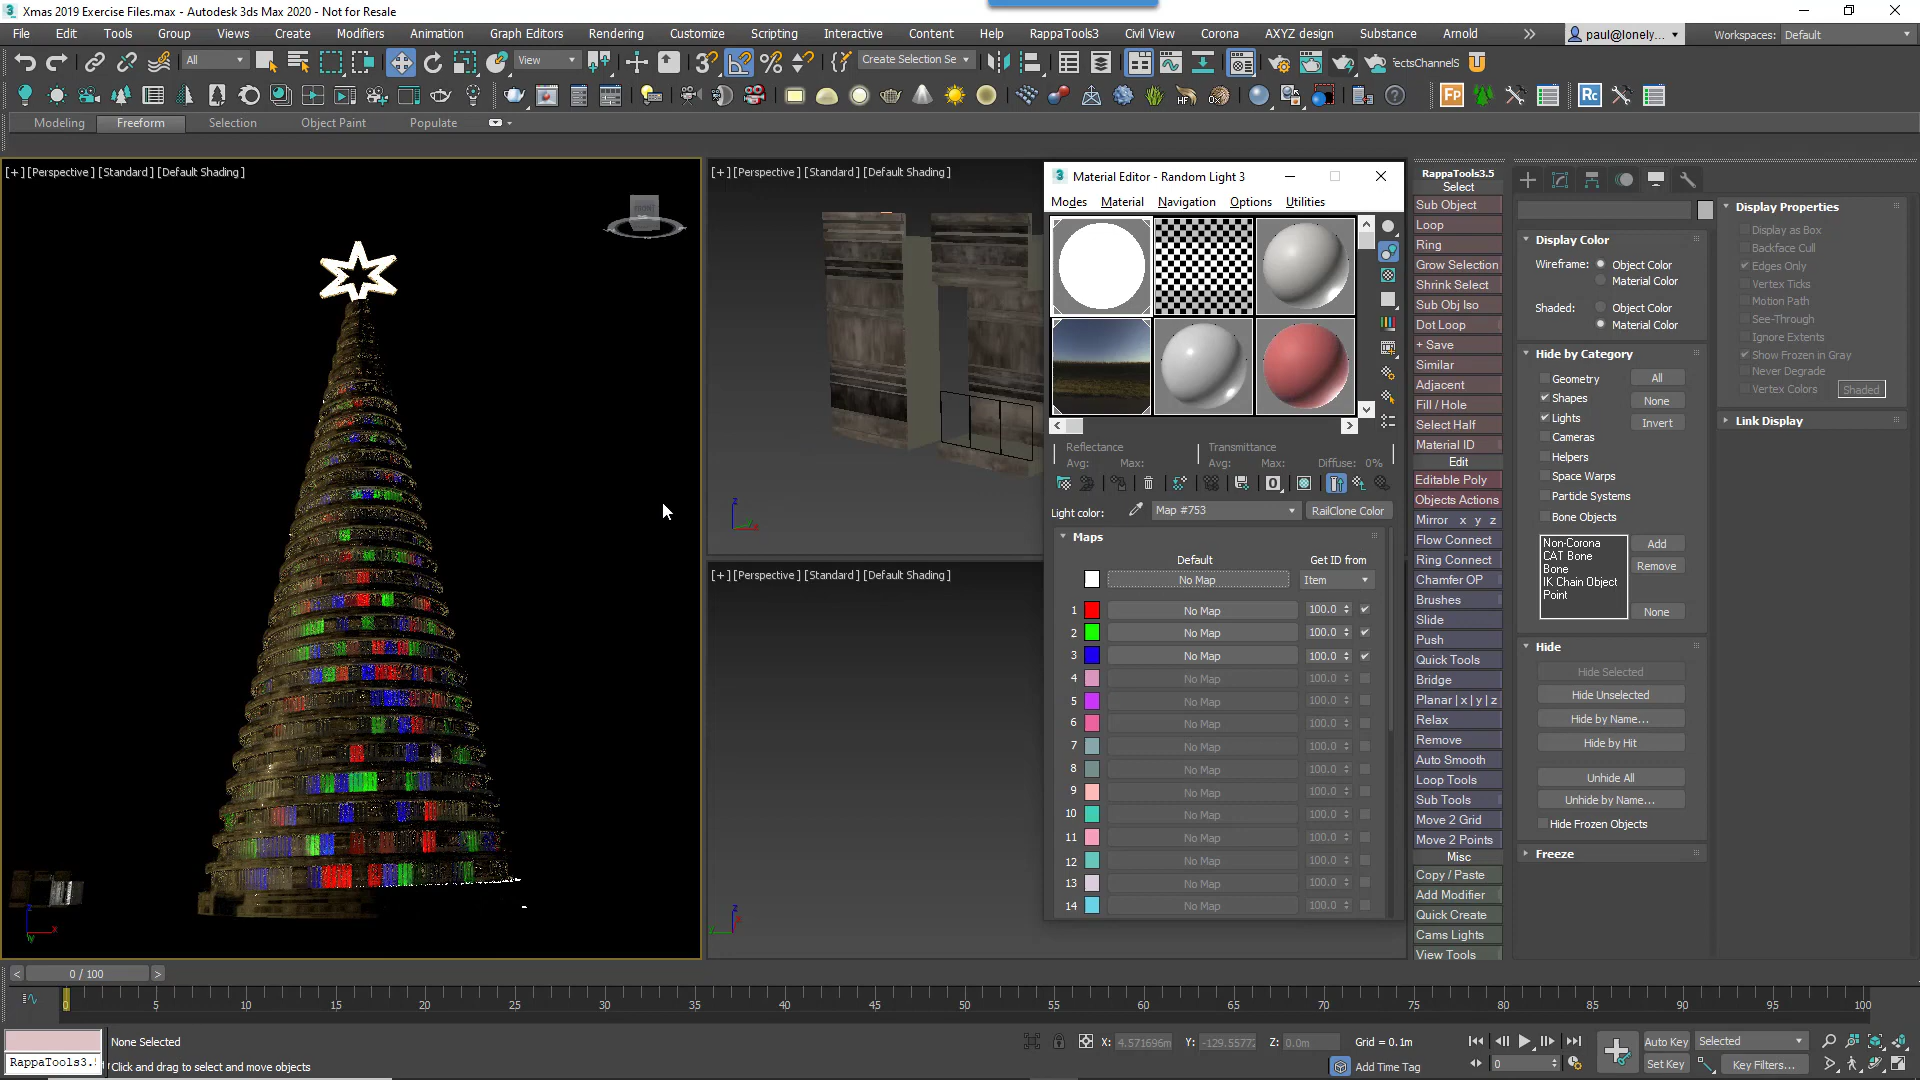 Xmas 2019 Exercise Files.max - Autodesk 3ds Max 2020 - Not for Resale
File Edit Tools Group Views Create Modifiers Animation Graph Editors Rendering Customize Scripting Interactive Content Help RappaTools3 Civil View Corona AXYZ design Substance Arnold paul@lonely... Workspaces: Default
All View Create Selection Se fectsChannelS
Modeling Freeform Selection Object Paint Populate
[+] [Perspective] [Standard] [Default Shading]
[+] [Perspective] [Standard] [Default Shading]
[+] [Perspective] [Standard] [Default Shading]
Material Editor - Random Light 3
Modes Material Navigation Options Utilities
Reflectance Transmittance
Avg: Max: Avg: Max: Diffuse: 0%
Light color: Map #753 RailClone Color
Maps
Default Get ID from
No Map Item
1 No Map 100.0
2 No Map 100.0
3 No Map 100.0
4 No Map 100.0
5 No Map 100.0
6 No Map 100.0
7 No Map 100.0
8 No Map 100.0
9 No Map 100.0
10 No Map 100.0
11 No Map 100.0
12 No Map 100.0
13 No Map 100.0
14 No Map 100.0
RappaTools3.5
Select
Sub Object
Loop
Ring
Grow Selection
Shrink Select
Sub Obj Iso
Dot Loop
+ Save
Similar
Adjacent
Fill / Hole
Select Half
Material ID
Edit
Editable Poly
Objects Actions
Mirror x y z
Flow Connect
Ring Connect
Chamfer OP
Brushes
Slide
Push
Quick Tools
Bridge
Planar | x | y | z
Relax
Remove
Auto Smooth
Loop Tools
Sub Tools
Move 2 Grid
Move 2 Points
Misc
Copy / Paste
Add Modifier
Quick Create
Cams Lights
View Tools
Display Color
Wireframe: Object Color
Material Color
Shaded: Object Color
Material Color
Hide by Category
Geometry All
Shapes None
Lights Invert
Cameras
Helpers
Space Warps
Particle Systems
Bone Objects
Non-Corona Add
CAT Bone
Bone Remove
IK Chain Object
Point
None
Hide
Hide Selected
Hide Unselected
Hide by Name...
Hide by Hit
Unhide All
Unhide by Name...
Hide Frozen Objects
Freeze
Display Properties
Display as Box
Backface Cull
Edges Only
Vertex Ticks
Motion Path
See-Through
Ignore Extents
Show Frozen in Gray
Never Degrade
Vertex Colors Shaded
Link Display
< 0 / 100 >
0 5 10 15 20 25 30 35 40 45 50 55 60 65 70 75 80 85 90 95 100
None Selected X: 4.571696m Y: -129.55777 Z: 0.0m Grid = 0.1m Auto Key Selected
RappaTools3.5 Click and drag to select and move objects Add Time Tag 0 Set Key Key Filters...